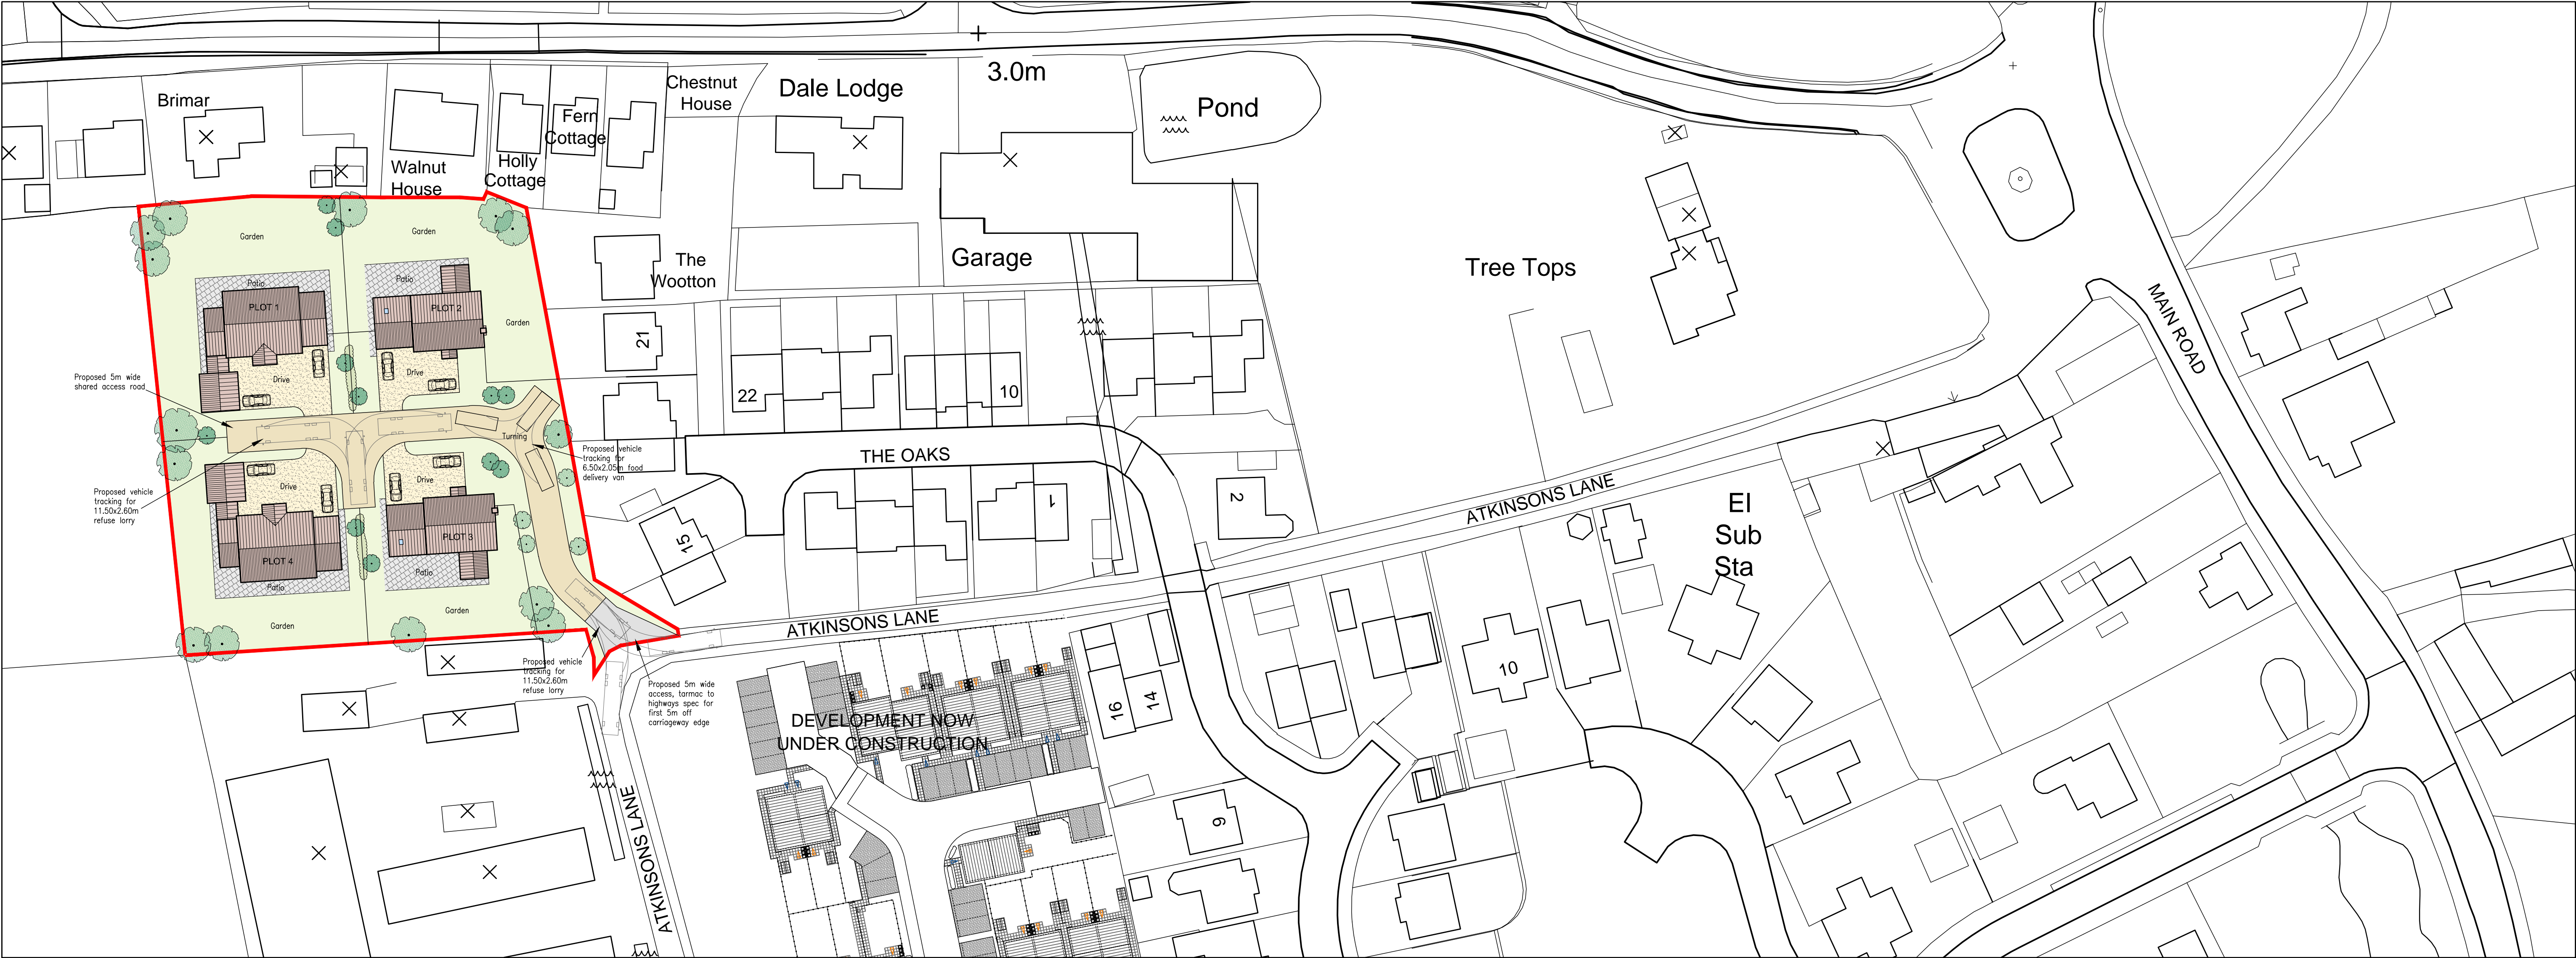 3.0m
Chestnut
House
Dale Lodge
Brimar
Pond
Fern
Cottage
Walnut
House
Holly
Cottage
Garden
Garden
The
Wootton
Garage
Tree Tops
Patio
Patio
PLOT 1
PLOT 2
Garden
MAIN ROAD
21
Proposed 5m wide
shared access road
Drive
Drive
22
10
Turning
THE OAKS
Proposed vehicle
tracking for
6.50x2.05m food
delivery van
Proposed vehicle
tracking for
11.50x2.60m
refuse lorry
Drive
Drive
1
2
ATKINSONS LANE
El
Sub
Sta
15
PLOT 3
PLOT 4
Patio
Patio
Garden
Garden
ATKINSONS LANE
Proposed vehicle
tracking for
11.50x2.60m
refuse lorry
Proposed 5m wide
access, tarmac to
highways spec for
first 5m off
carriageway edge
10
16
14
DEVELOPMENT NOW
UNDER CONSTRUCTION
9
ATKINSONS LANE